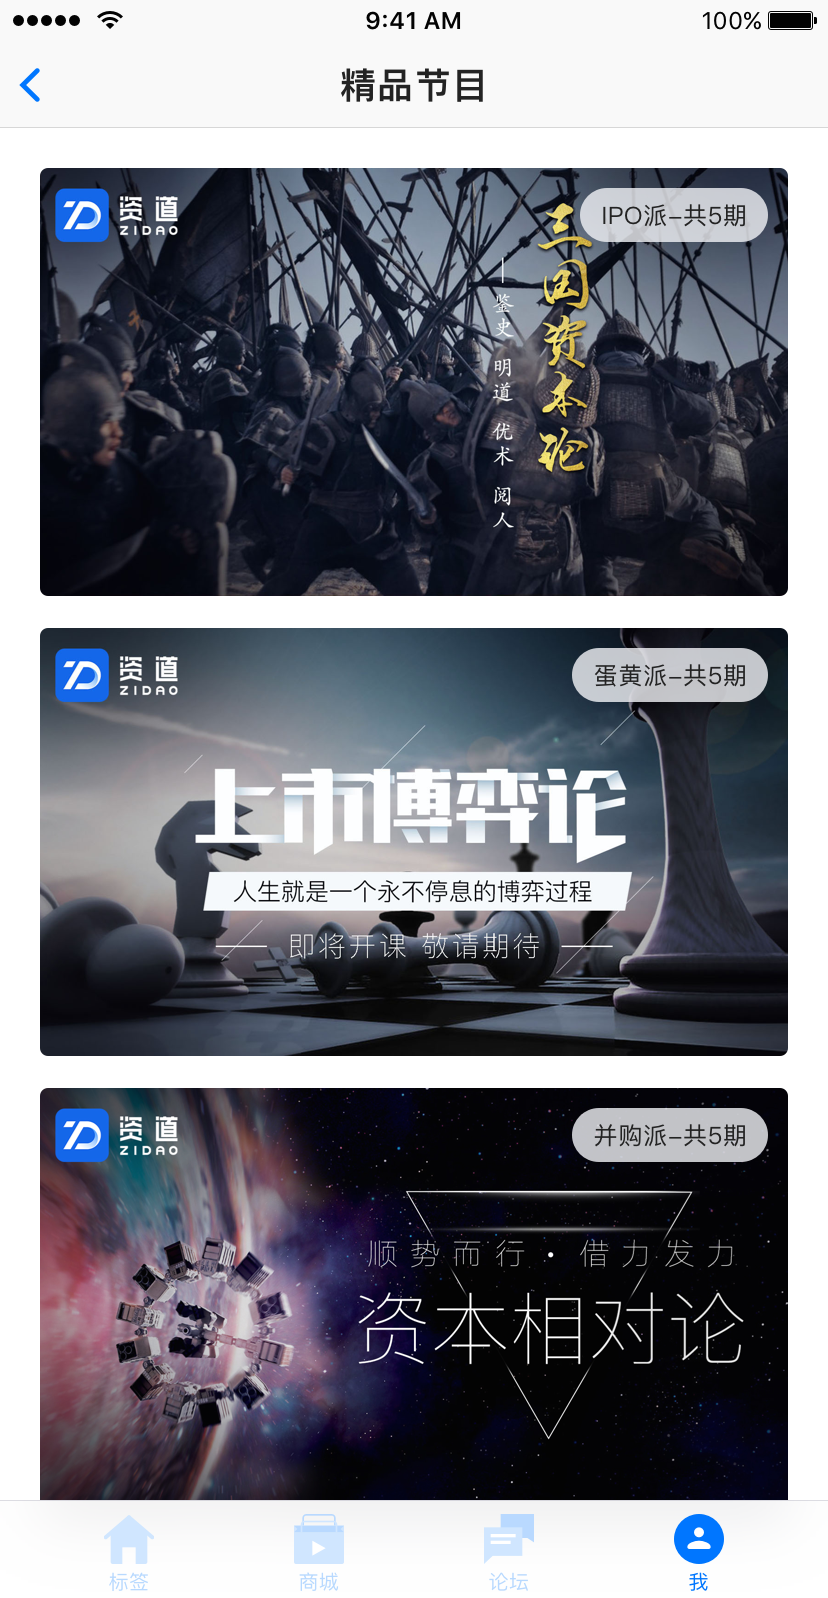 9:41 AM
100%
精品节目
资道
ZIDAO
IPO派-共5期
三国资本论
鉴史 明道 优术 阅人
资道
ZIDAO
蛋黄派-共5期
上市博弈论
人生就是一个永不停息的博弈过程
即将开课 敬请期待
资道
ZIDAO
并购派-共5期
顺势而行·借力发力
资本相对论
标签
商城
论坛
我